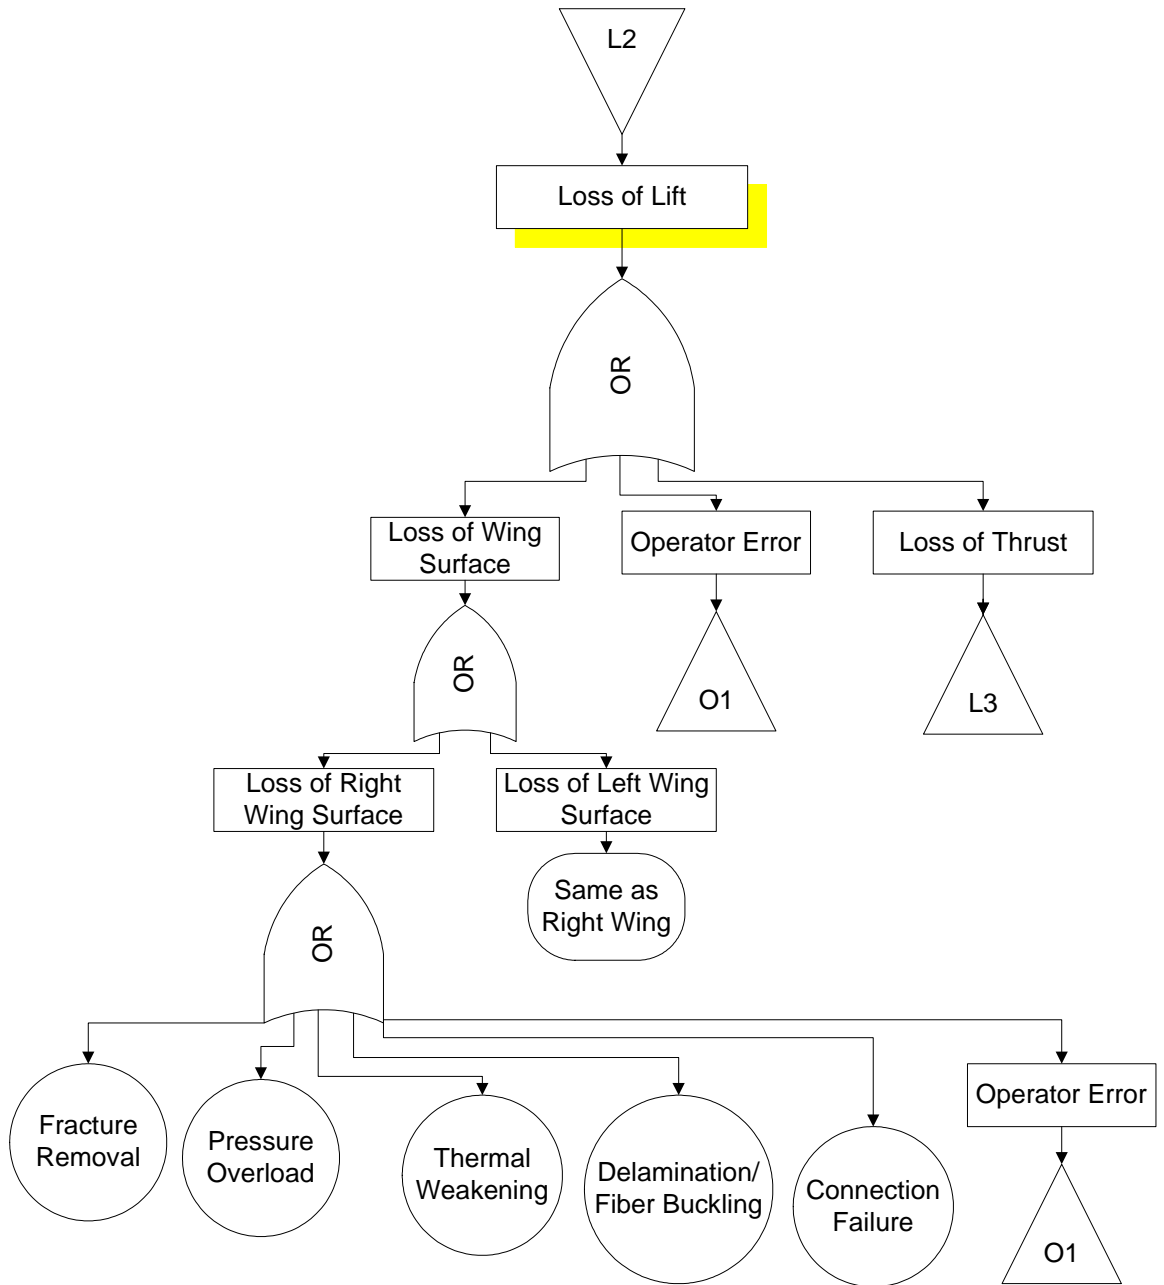 L2
Loss of Lift
OR
Loss of Wing
Surface
Operator Error
Loss of Thrust
OR
O1
L3
Loss of Right
Wing Surface
Loss of Left Wing
Surface
Same as
Right Wing
OR
Fracture
Removal
Pressure
Overload
Thermal
Weakening
Delamination/
Fiber Buckling
Connection
Failure
Operator Error
O1